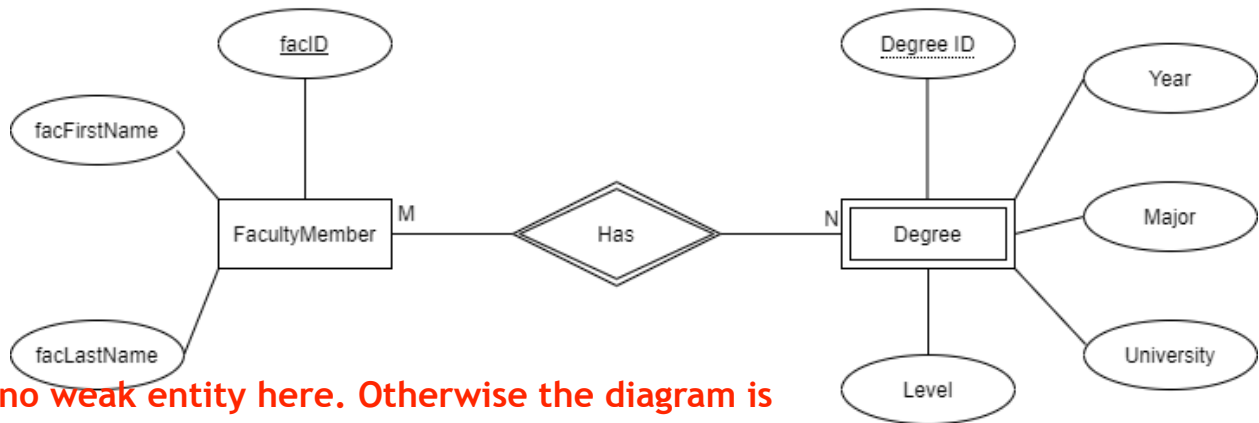 facID
Degree ID
Year
facFirstName
Major
M
N
FacultyMember
Has
Degree
facLastName
University
Level
no weak entity here. Otherwise the diagram is